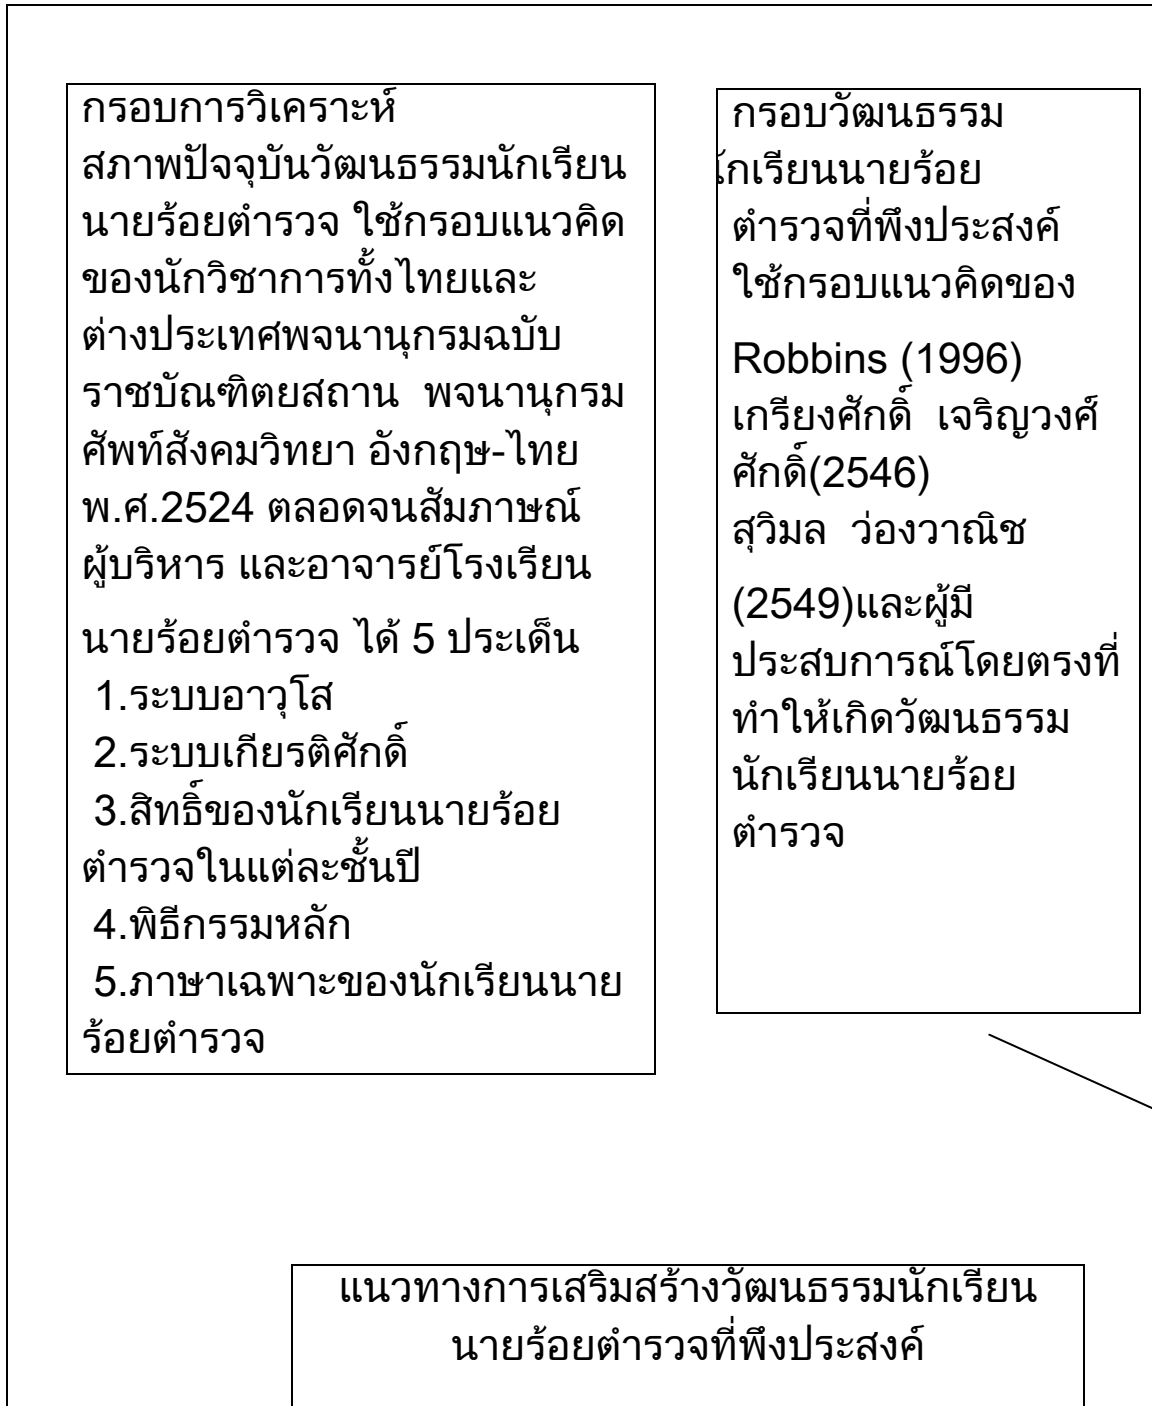 กรอบการวิเคราะห์
สภาพปัจจุบันวัฒนธรรมนักเรียน
นายร้อยตำรวจ ใช้กรอบแนวคิด
ของนักวิชาการทั้งไทยและ
ต่างประเทศพจนานุกรมฉบับ
ราชบัณฑิตยสถาน  พจนานุกรม
ศัพท์สังคมวิทยา อังกฤษ-ไทย
พ.ศ.2524 ตลอดจนสัมภาษณ์
ผู้บริหาร และอาจารย์โรงเรียน
นายร้อยตำรวจ ได้ 5 ประเด็น
1.ระบบอาวุโส
2.ระบบเกียรติศักดิ์
3.สิทธิ์ของนักเรียนนายร้อย
ตำรวจในแต่ละชั้นปี
4.พิธีกรรมหลัก
5.ภาษาเฉพาะของนักเรียนนาย
ร้อยตำรวจ
กรอบวัฒนธรรม
นักเรียนนายร้อย
ตำรวจที่พึงประสงค์
ใช้กรอบแนวคิดของ
Robbins (1996)
เกรียงศักดิ์  เจริญวงศ์
ศักดิ์(2546)
สุวิมล  ว่องวาณิช
(2549)และผู้มี
ประสบการณ์โดยตรงที่
ทำให้เกิดวัฒนธรรม
นักเรียนนายร้อย
ตำรวจ
แนวทางการเสริมสร้างวัฒนธรรมนักเรียน
นายร้อยตำรวจที่พึงประสงค์